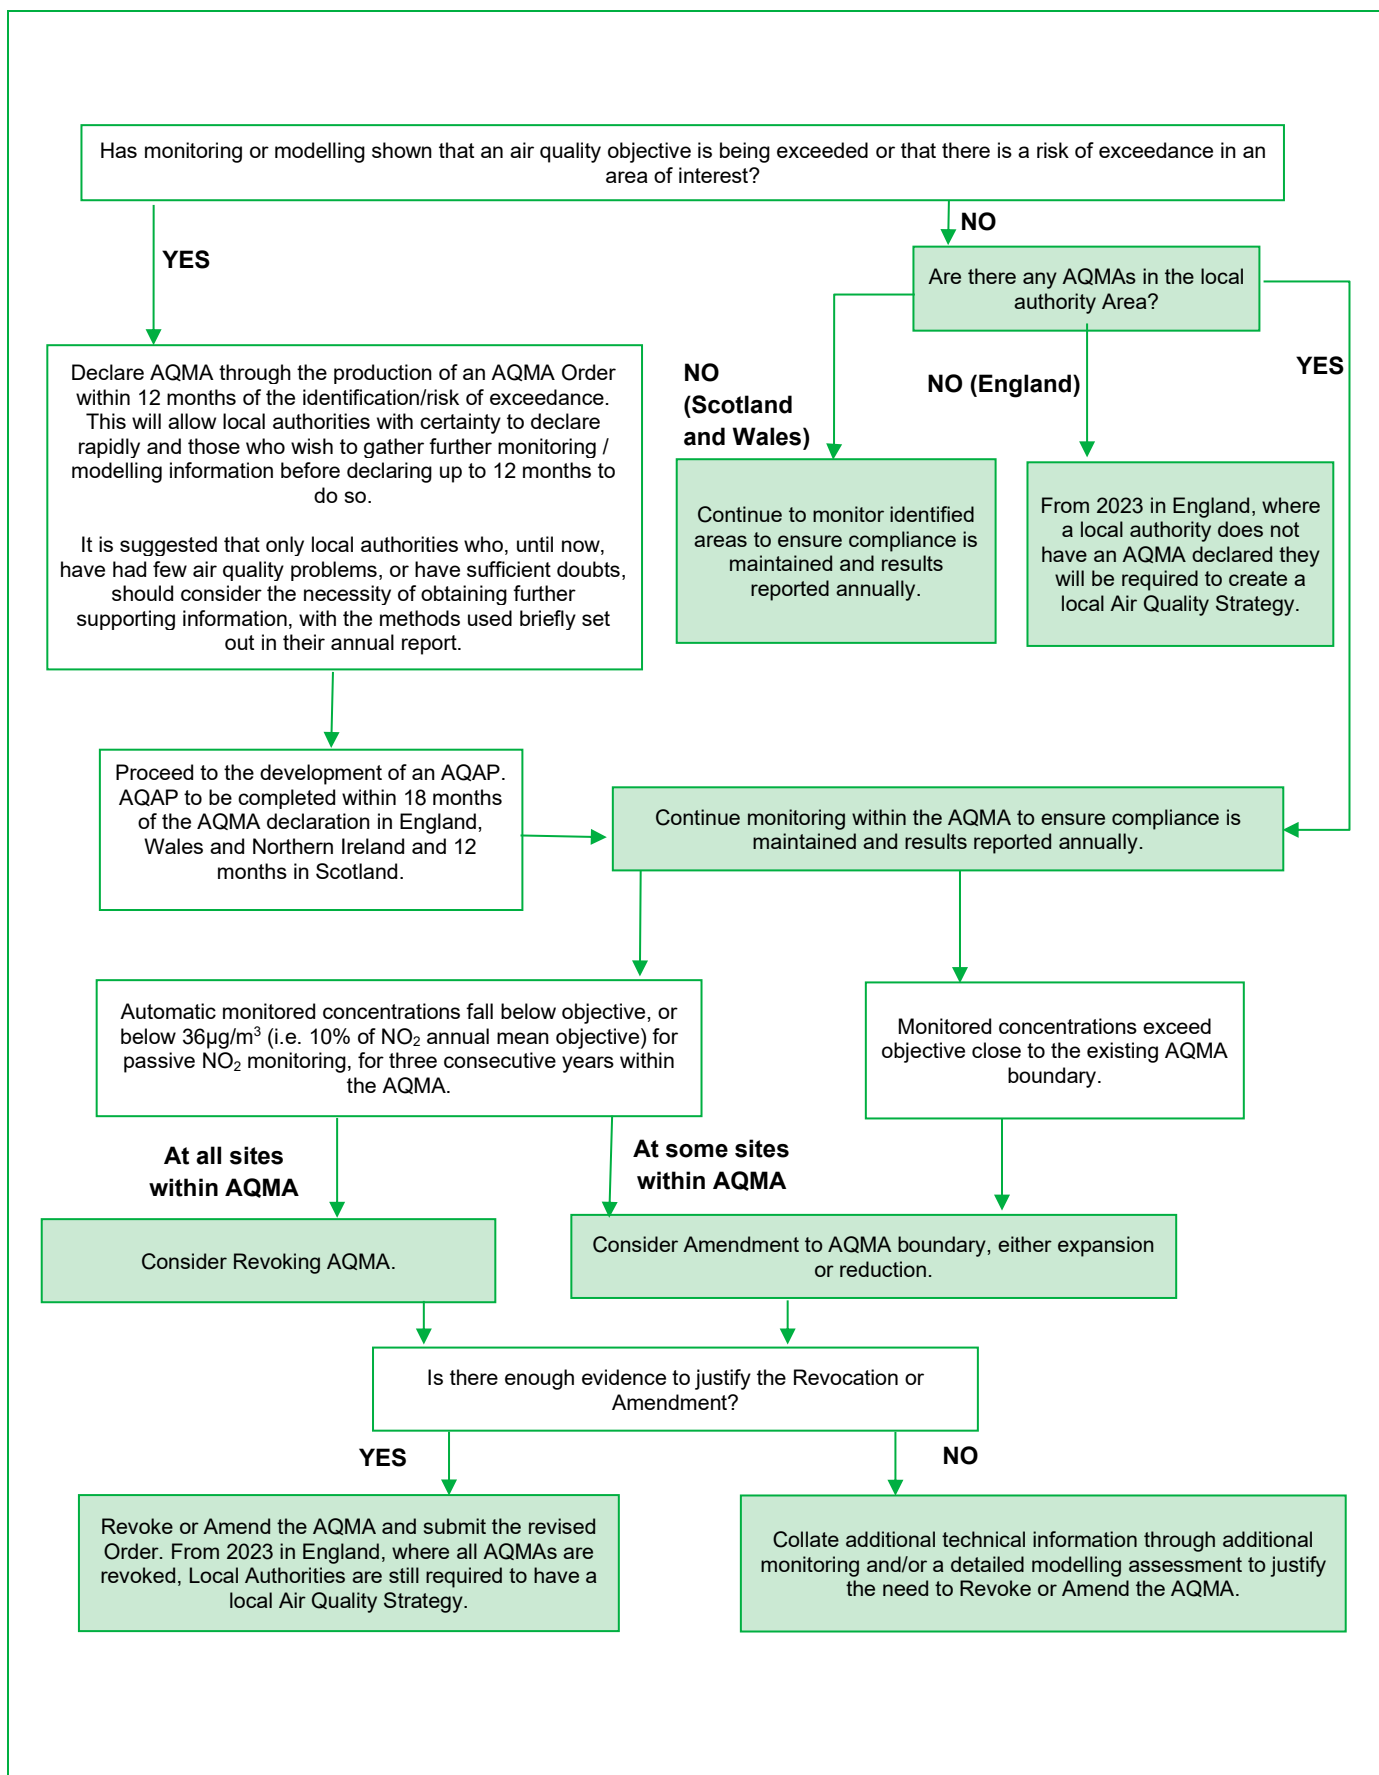 Has monitoring or modelling shown that an air quality objective is being exceeded or that there is a risk of exceedance in an
area of interest?
YES
NO
Are there any AQMAs in the local
authority Area?
NO
(Scotland
and Wales)
NO (England)
YES
Declare AQMA through the production of an AQMA Order
within 12 months of the identification/risk of exceedance.
This will allow local authorities with certainty to declare
rapidly and those who wish to gather further monitoring /
modelling information before declaring up to 12 months to
do so.
It is suggested that only local authorities who, until now,
have had few air quality problems, or have sufficient doubts,
should consider the necessity of obtaining further
supporting information, with the methods used briefly set
out in their annual report.
Continue to monitor identified
areas to ensure compliance is
maintained and results
reported annually.
From 2023 in England, where
a local authority does not
have an AQMA declared they
will be required to create a
local Air Quality Strategy.
Proceed to the development of an AQAP.
AQAP to be completed within 18 months
of the AQMA declaration in England,
Wales and Northern Ireland and 12
months in Scotland.
Continue monitoring within the AQMA to ensure compliance is
maintained and results reported annually.
Automatic monitored concentrations fall below objective, or
below 36µg/m³ (i.e. 10% of NO₂ annual mean objective) for
passive NO₂ monitoring, for three consecutive years within
the AQMA.
Monitored concentrations exceed
objective close to the existing AQMA
boundary.
At all sites
within AQMA
At some sites
within AQMA
Consider Revoking AQMA.
Consider Amendment to AQMA boundary, either expansion
or reduction.
Is there enough evidence to justify the Revocation or
Amendment?
YES
NO
Revoke or Amend the AQMA and submit the revised
Order. From 2023 in England, where all AQMAs are
revoked, Local Authorities are still required to have a
local Air Quality Strategy.
Collate additional technical information through additional
monitoring and/or a detailed modelling assessment to justify
the need to Revoke or Amend the AQMA.